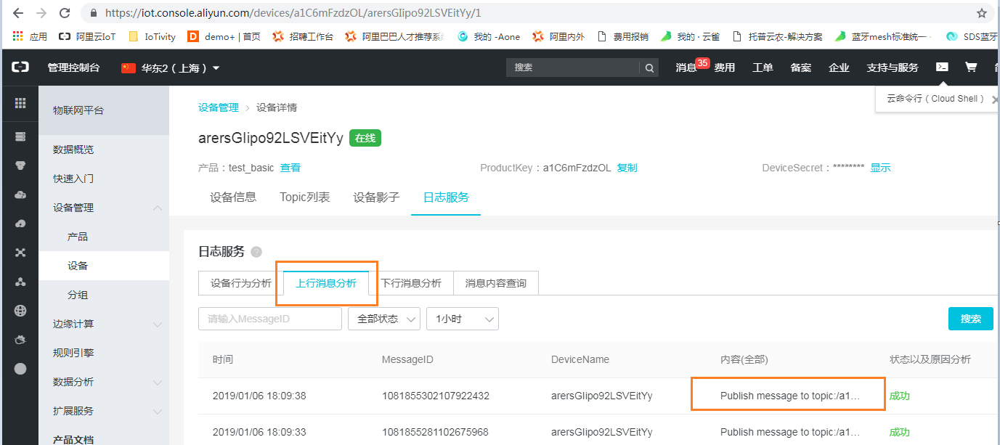 https://iot.console.aliyun.com/devices/a1C6mFzdzOL/arersGIipo92LSVEitYy/1
应用 阿里云IoT IoTivity demo+ | 首页 招聘工作台 阿里巴巴人才推荐系 我的 -Aone 阿里内外 费用报销 我的 · 云雀 托普云农-解决方案 蓝牙mesh标准统一 SDS蓝牙
管理控制台 华东2（上海） 搜索 消息 35 费用 工单 备案 企业 支持与服务
云命令行（Cloud Shell）
物联网平台
数据概览
快速入门
设备管理
产品
设备
分组
边缘计算
规则引擎
数据分析
扩展服务
产品文档
设备管理 > 设备详情
arersGIipo92LSVEitYy 在线
产品：test_basic 查看 ProductKey：a1C6mFzdzOL 复制 DeviceSecret：******** 显示
设备信息 Topic列表 设备影子 日志服务
日志服务 ?
设备行为分析 上行消息分析 下行消息分析 消息内容查询
请输入MessageID 全部状态 1小时 搜索
时间 MessageID DeviceName 内容(全部) 状态以及原因分析
2019/01/06 18:09:38 1081855302107922432 arersGIipo92LSVEitYy Publish message to topic:/a1... 成功
2019/01/06 18:09:33 1081855281102675968 arersGIipo92LSVEitYy Publish message to topic:/a1... 成功